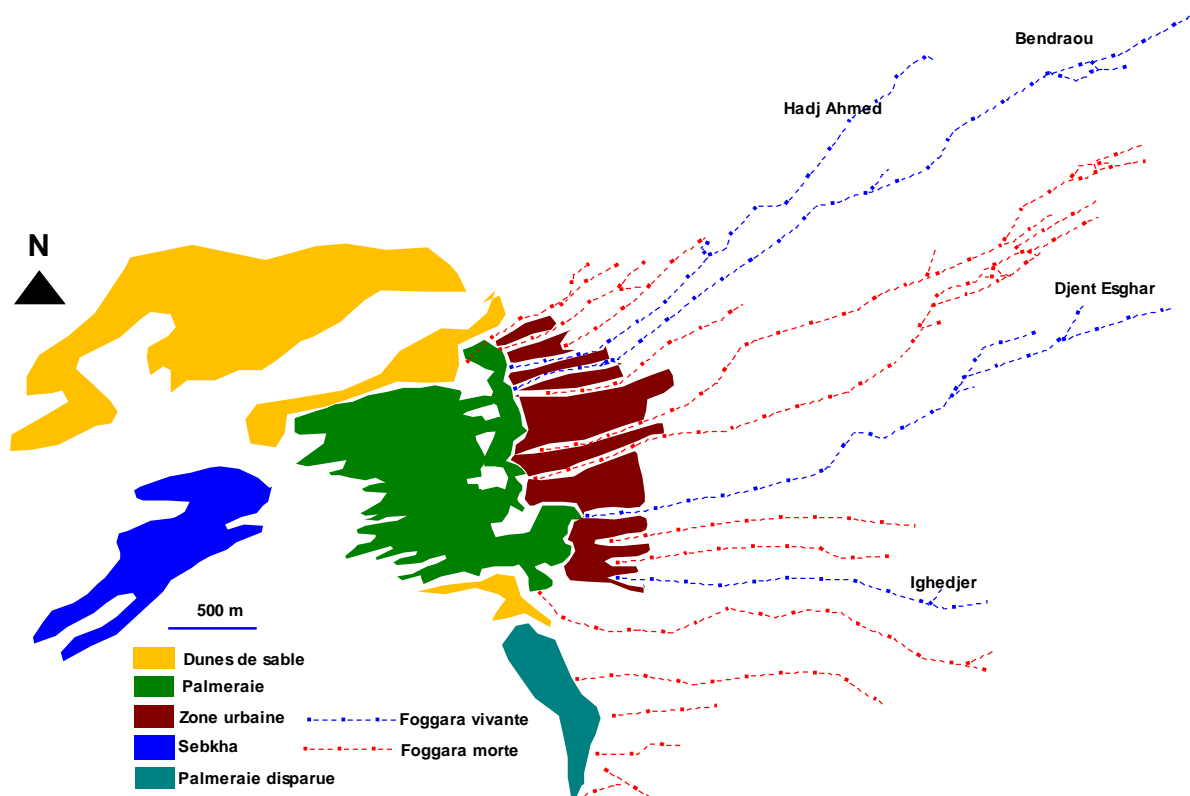 Bendraou
Hadj Ahmed
N
Djent Esghar
Ighedjer
500 m
Dunes de sable
Palmeraie
Zone urbaine
Foggara vivante
Sebkha
Foggara morte
Palmeraie disparue